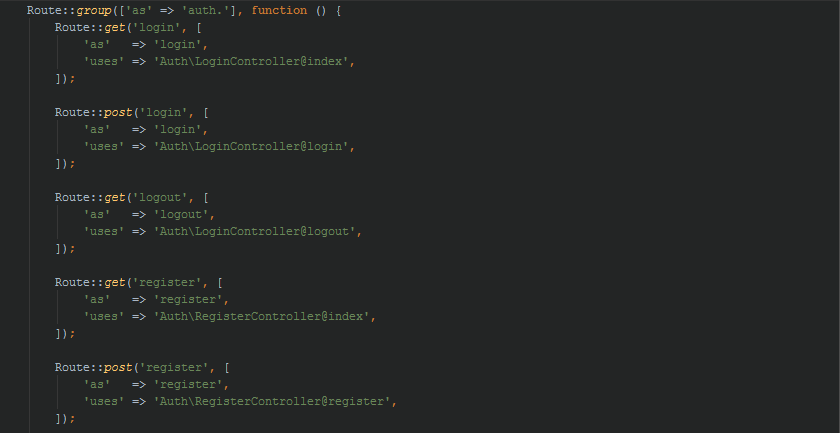 Route::group(['as' => 'auth.'], function () {
    Route::get('login', [
        'as'   => 'login',
        'uses' => 'Auth\LoginController@index',
    ]);

    Route::post('login', [
        'as'   => 'login',
        'uses' => 'Auth\LoginController@login',
    ]);

    Route::get('logout', [
        'as'   => 'logout',
        'uses' => 'Auth\LoginController@logout',
    ]);

    Route::get('register', [
        'as'   => 'register',
        'uses' => 'Auth\RegisterController@index',
    ]);

    Route::post('register', [
        'as'   => 'register',
        'uses' => 'Auth\RegisterController@register',
    ]);